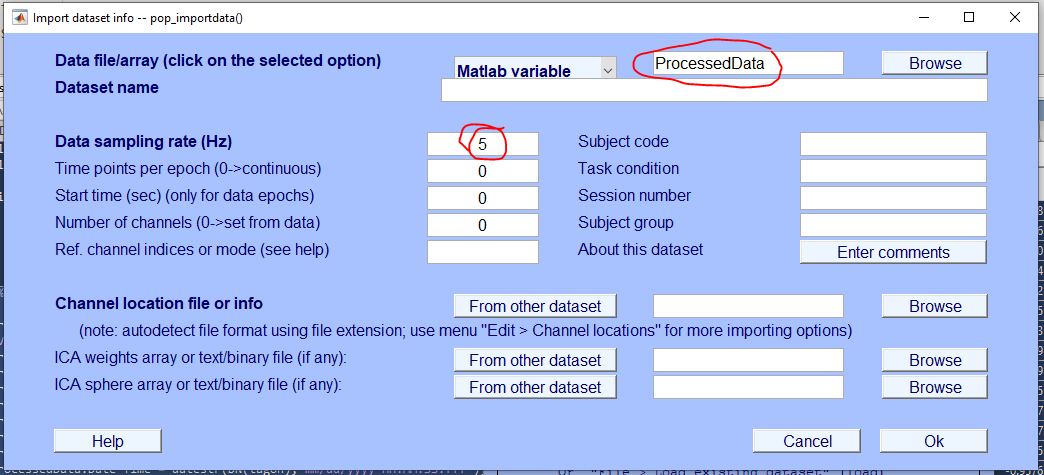 Import dataset info -- pop_importdata()
Data file/array (click on the selected option) Matlab variable ProcessedData Browse
Dataset name
Data sampling rate (Hz) 5 Subject code
Time points per epoch (0->continuous) 0 Task condition
Start time (sec) (only for data epochs) 0 Session number
Number of channels (0->set from data) 0 Subject group
Ref. channel indices or mode (see help) About this dataset Enter comments
Channel location file or info From other dataset Browse
(note: autodetect file format using file extension; use menu "Edit > Channel locations" for more importing options)
ICA weights array or text/binary file (if any): From other dataset Browse
ICA sphere array or text/binary file (if any): From other dataset Browse
Help Cancel Ok